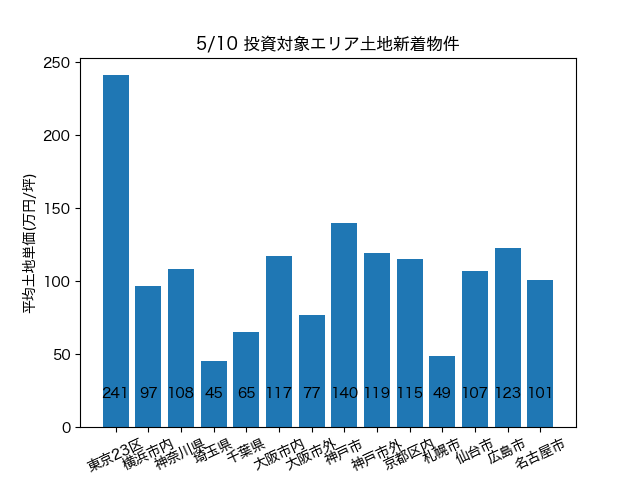 5/10 投資対象エリア土地新着物件
平均土地単価(万円/坪)
250
200
150
100
50
0
241 97 108 45 65 117 77 140 119 115 49 107 123 101
東京23区
横浜市内
神奈川県
埼玉県
千葉県
大阪市内
大阪市外
神戸市
神戸市外
京都区内
札幌市
仙台市
広島市
名古屋市